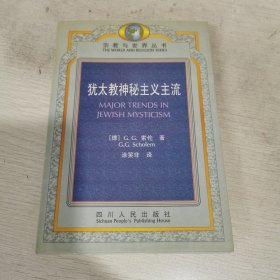 宗教与世界丛书
THE WORLD AND RELIGION SERIES
犹太教神秘主义主流
MAJOR TRENDS IN
JEWISH MYSTICISM
[德] G.G. 索伦 著
G.G. Scholem
涂笑非 译
四川人民出版社
Sichuan People's Publishing House